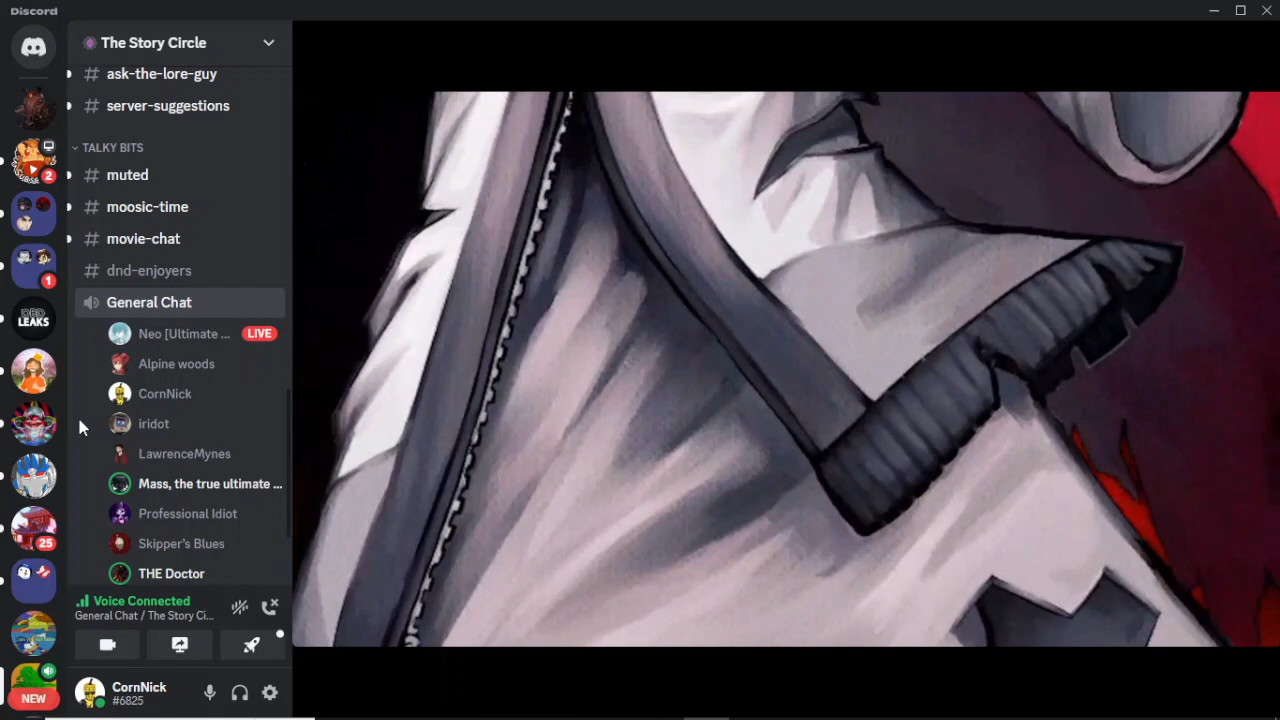 Discord
The Story Circle
ask-the-lore-guy
server-suggestions
TALKY BITS
muted
moosic-time
movie-chat
dnd-enjoyers
General Chat
Neo [Ultimate ... LIVE
Alpine woods
CornNick
iridot
LawrenceMynes
Mass, the true ultimate ...
Professional Idiot
Skipper's Blues
THE Doctor
Voice Connected
General Chat / The Story Ci...
CornNick
#6825
2
1
DBD
LEAKS
25
NEW